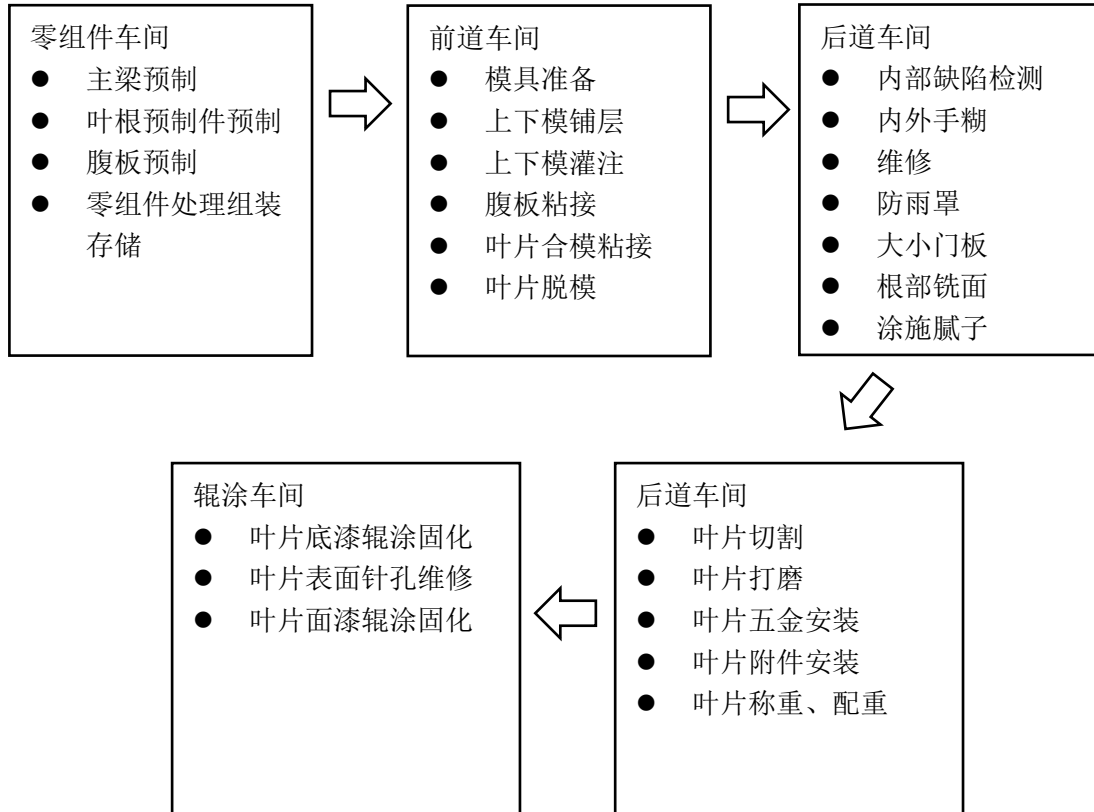 零组件车间
● 主梁预制
● 叶根预制件预制
● 腹板预制
● 零组件处理组装
存储
前道车间
● 模具准备
● 上下模铺层
● 上下模灌注
● 腹板粘接
● 叶片合模粘接
● 叶片脱模
后道车间
● 内部缺陷检测
● 内外手糊
● 维修
● 防雨罩
● 大小门板
● 根部铣面
● 涂施腻子
后道车间
● 叶片切割
● 叶片打磨
● 叶片五金安装
● 叶片附件安装
● 叶片称重、配重
辊涂车间
● 叶片底漆辊涂固化
● 叶片表面针孔维修
● 叶片面漆辊涂固化